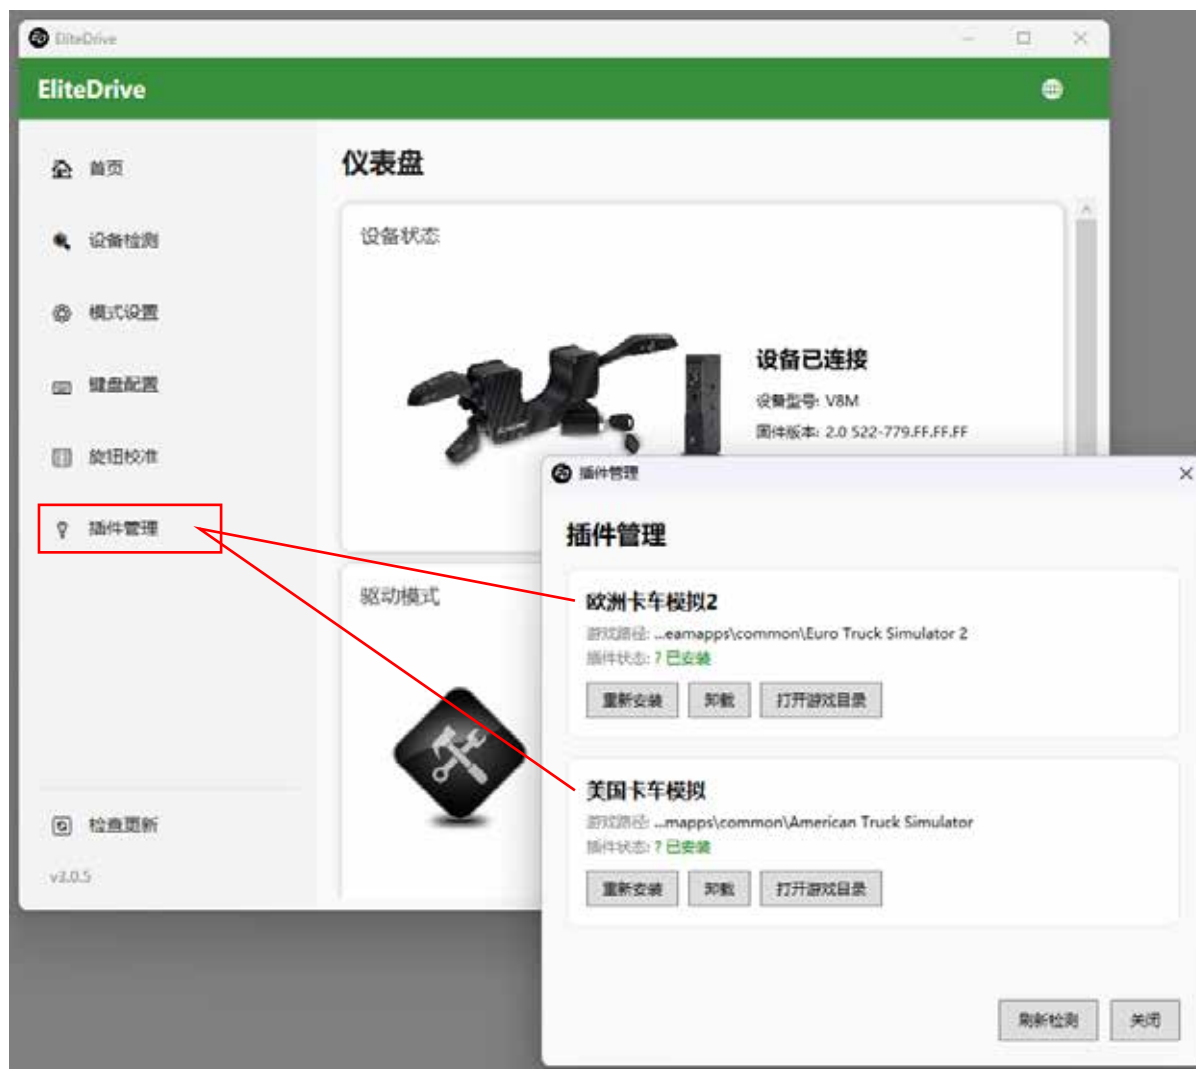 EliteDrive
EliteDrive
首页
设备检测
模式设置
键盘配置
旋钮校准
插件管理
检查更新
v3.0.5
仪表盘
设备状态
设备已连接
设备型号: V8M
固件版本: 2.0 522-779.FF.FF.FF
驱动模式
插件管理
插件管理
欧洲卡车模拟2
游戏路径: ...eamapps\common\Euro Truck Simulator 2
插件状态: ? 已安装
重新安装 卸载 打开游戏目录
美国卡车模拟
游戏路径: ...mapps\common\American Truck Simulator
插件状态: ? 已安装
重新安装 卸载 打开游戏目录
刷新检测 关闭